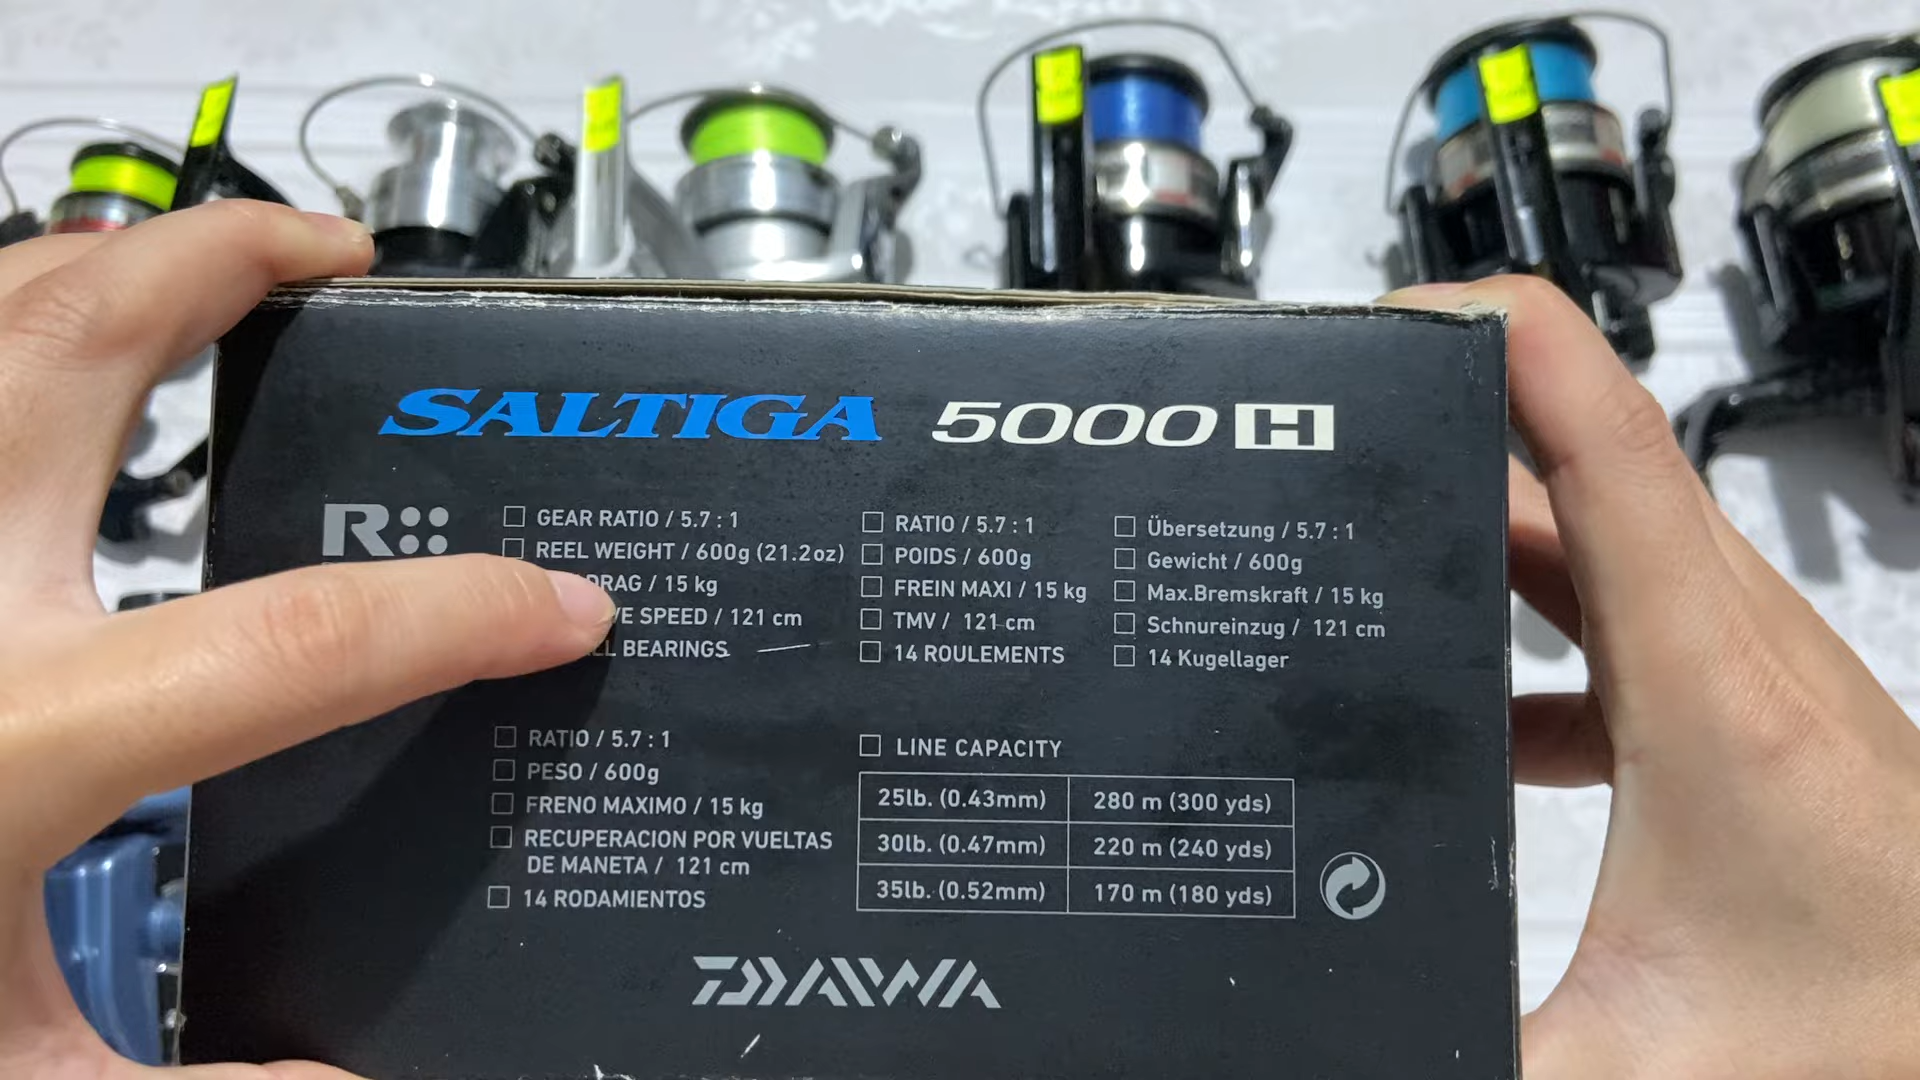 SALTIGA 5000 H
R
GEAR RATIO / 5.7 : 1
REEL WEIGHT / 600g (21.2oz)
DRAG / 15 kg
SPEED / 121 cm
BEARINGS
RATIO / 5.7 : 1
POIDS / 600g
FREIN MAXI / 15 kg
TMV / 121 cm
14 ROULEMENTS
Übersetzung / 5.7 : 1
Gewicht / 600g
Max.Bremskraft / 15 kg
Schnureinzug / 121 cm
14 Kugellager
RATIO / 5.7 : 1
PESO / 600g
FRENO MAXIMO / 15 kg
RECUPERACION POR VUELTAS
DE MANETA / 121 cm
14 RODAMIENTOS
LINE CAPACITY
25lb. (0.43mm) 280 m (300 yds)
30lb. (0.47mm) 220 m (240 yds)
35lb. (0.52mm) 170 m (180 yds)
DAIWA